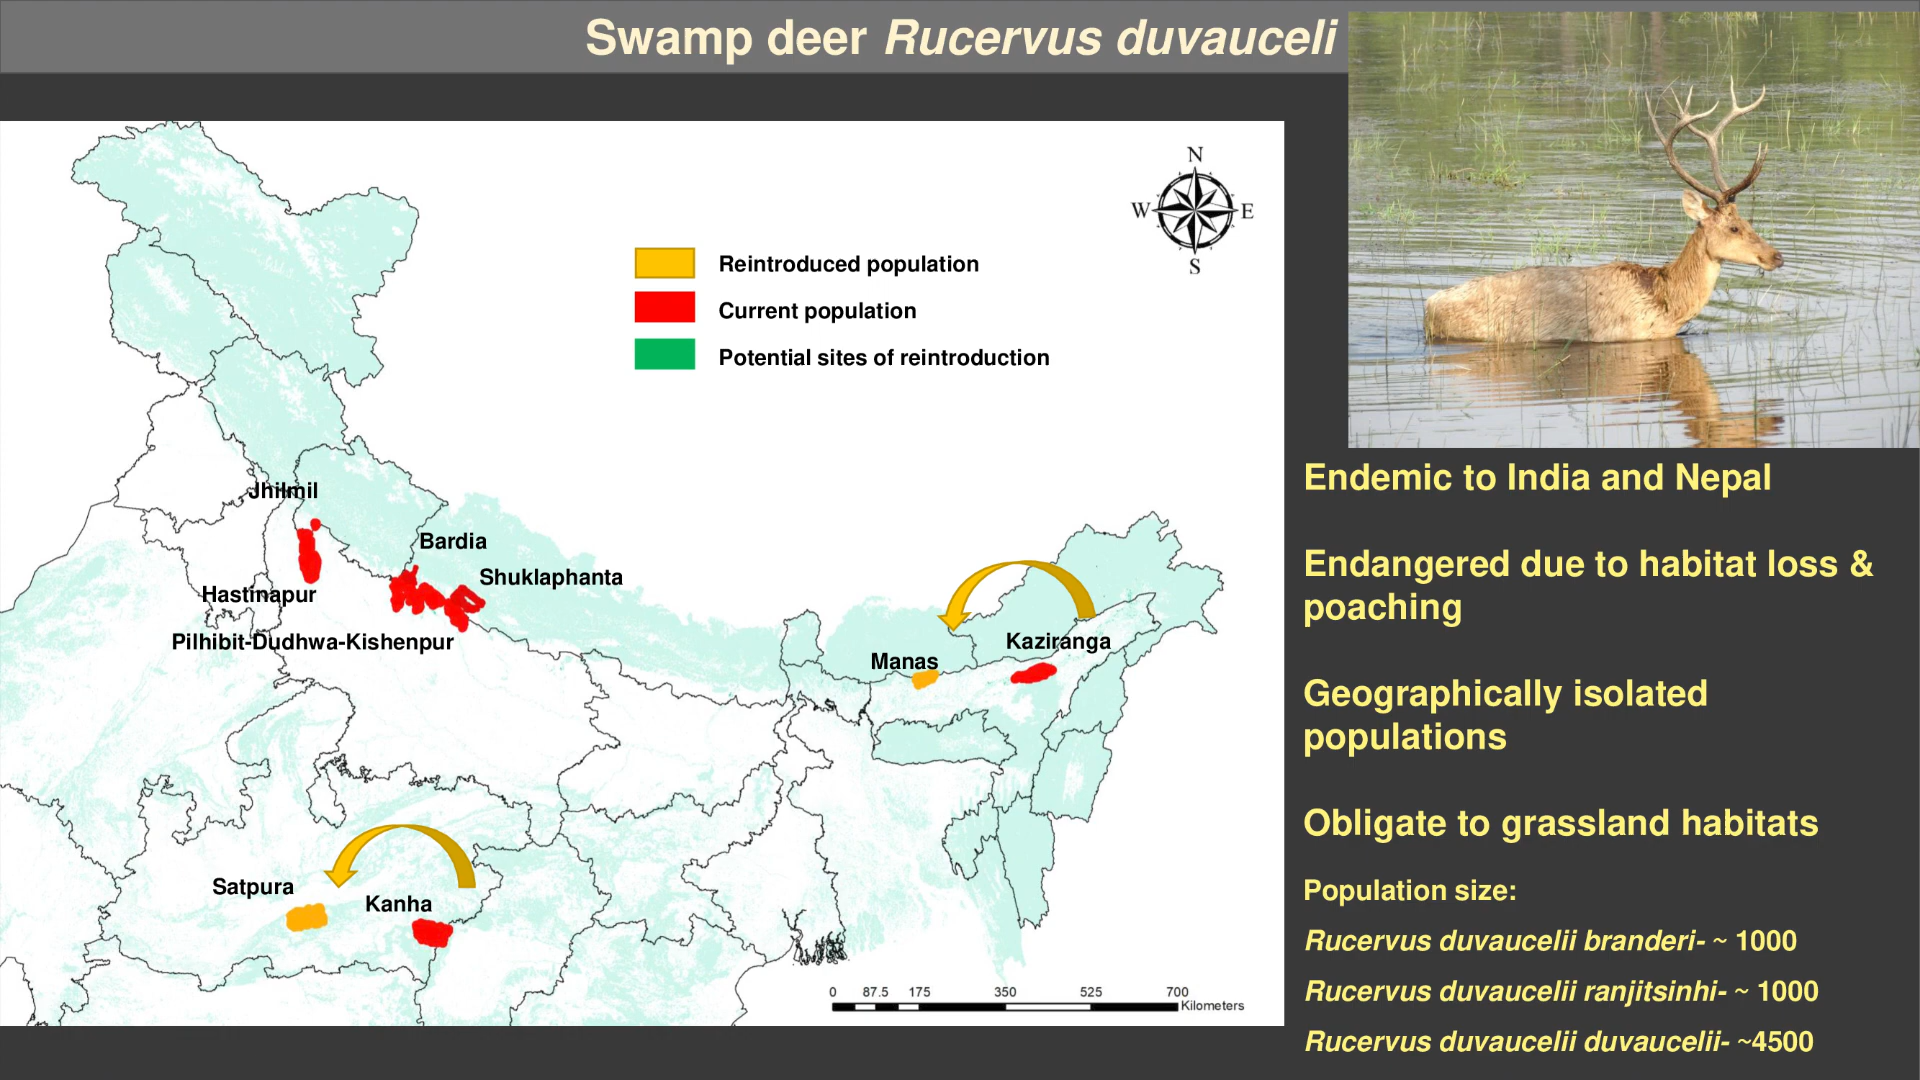 Swamp deer Rucervus duvauceli
N
W
E
S
Reintroduced population
Current population
Potential sites of reintroduction
Jhilmil
Bardia
Shuklaphanta
Hastinapur
Pilhibit-Dudhwa-Kishenpur
Manas
Kaziranga
Satpura
Kanha
0 87.5 175 350 525 700
Kilometers
Endemic to India and Nepal
Endangered due to habitat loss &
poaching
Geographically isolated
populations
Obligate to grassland habitats
Population size:
Rucervus duvaucelii branderi- ~ 1000
Rucervus duvaucelii ranjitsinhi- ~ 1000
Rucervus duvaucelii duvaucelii- ~4500